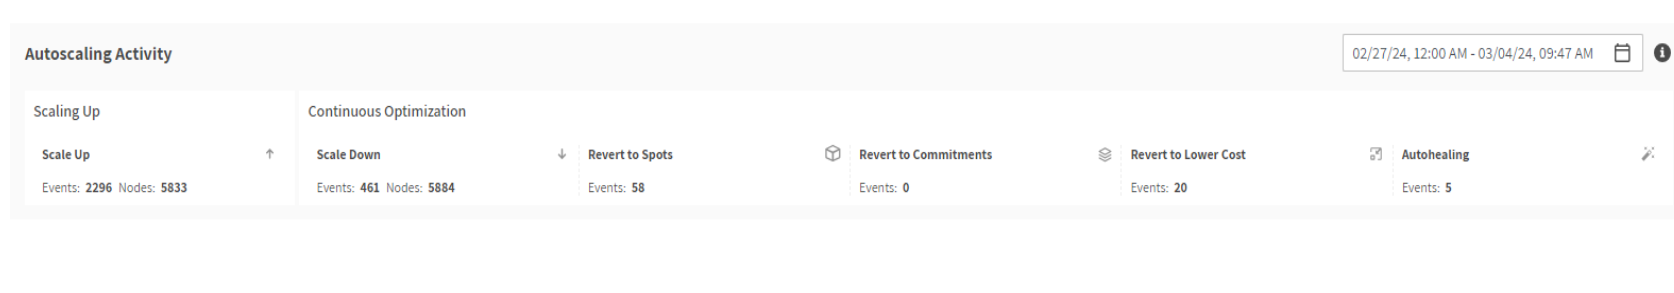 Autoscaling Activity
02/27/24, 12:00 AM - 03/04/24, 09:47 AM
Scaling Up
Scale Up
Events: 2296 Nodes: 5833
Continuous Optimization
Scale Down
Events: 461 Nodes: 5884
Revert to Spots
Events: 58
Revert to Commitments
Events: 0
Revert to Lower Cost
Events: 20
Autohealing
Events: 5